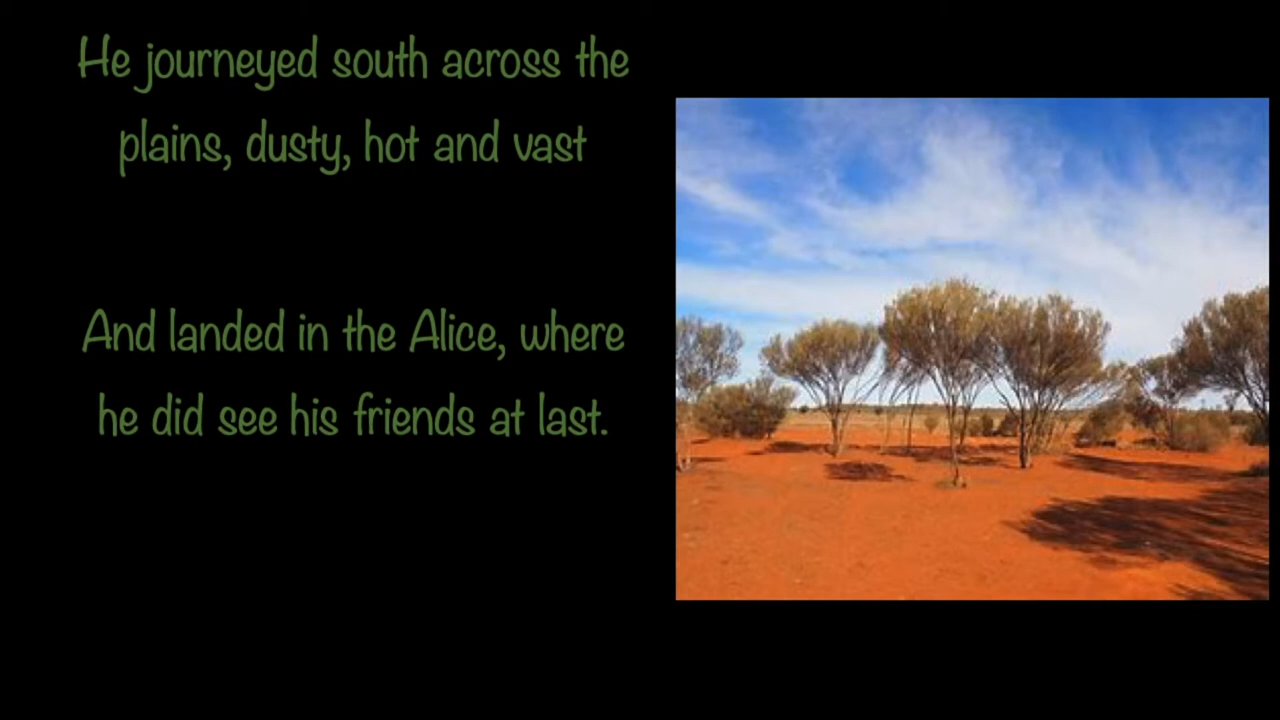 He journeyed south across the
plains, dusty, hot and vast
And landed in the Alice, where
he did see his friends at last.